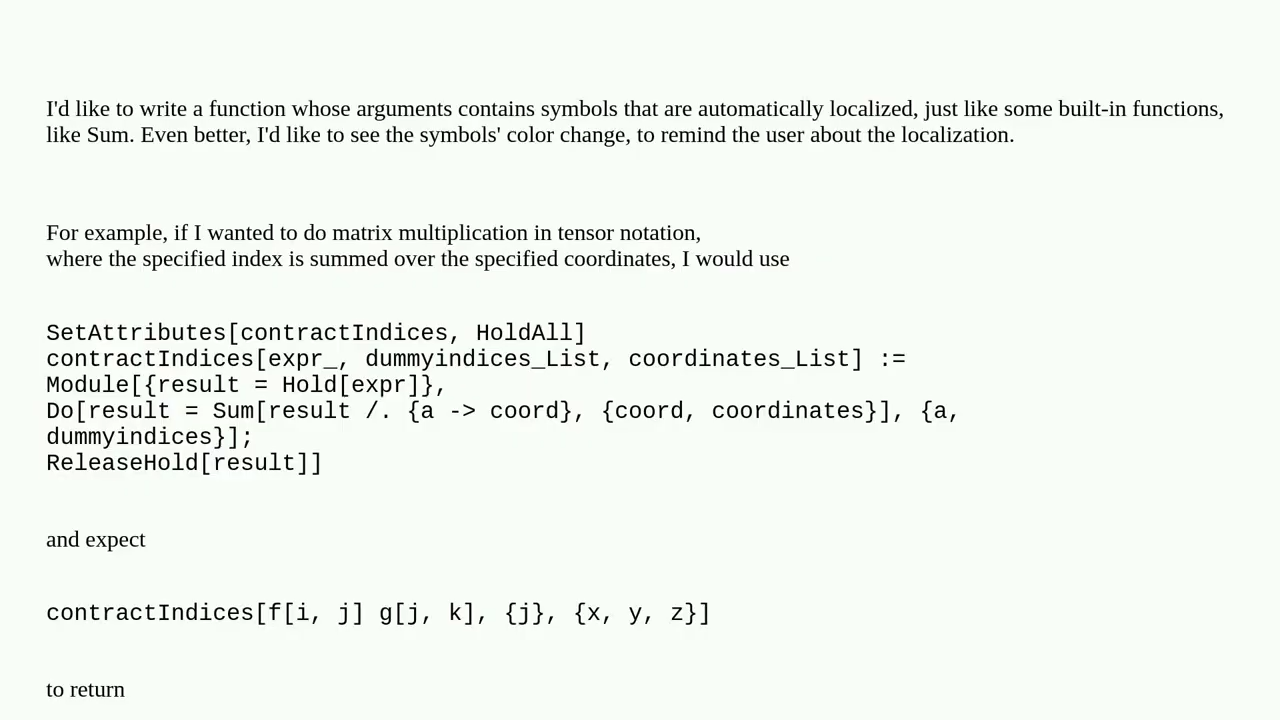 I'd like to write a function whose arguments contains symbols that are automatically localized, just like some built-in functions,
like Sum. Even better, I'd like to see the symbols' color change, to remind the user about the localization.
For example, if I wanted to do matrix multiplication in tensor notation,
where the specified index is summed over the specified coordinates, I would use
SetAttributes[contractIndices, HoldAll]
contractIndices[expr_, dummyindices_List, coordinates_List] :=
Module[{result = Hold[expr]},
Do[result = Sum[result /. {a -> coord}, {coord, coordinates}], {a,
dummyindices}];
ReleaseHold[result]]
and expect
contractIndices[f[i, j] g[j, k], {j}, {x, y, z}]
to return